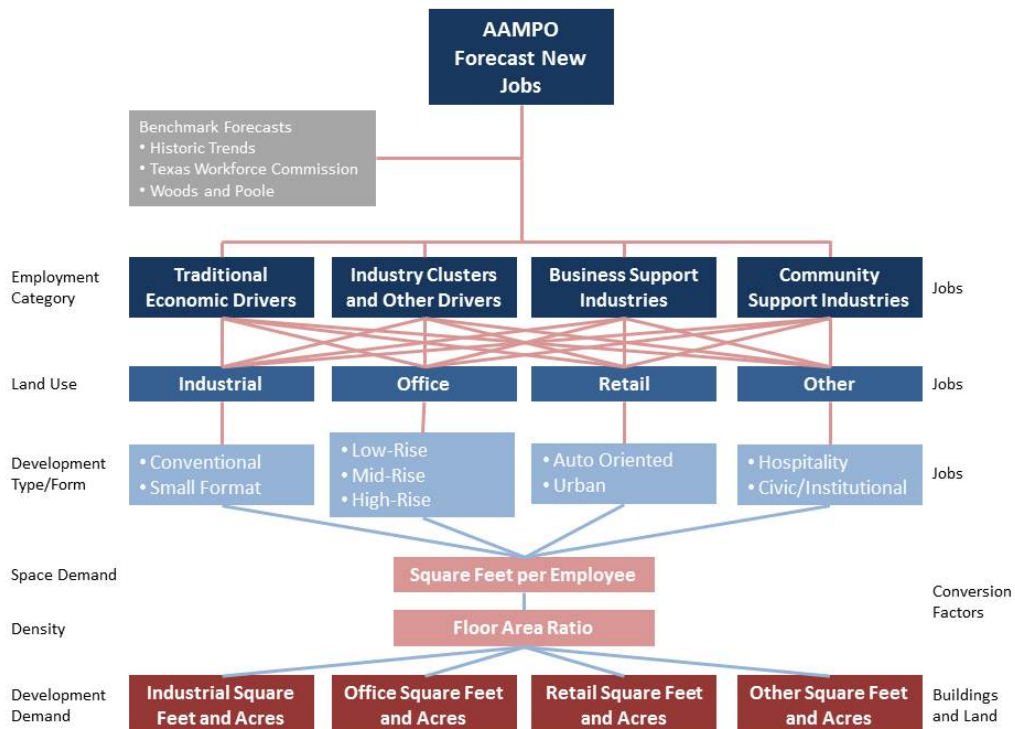 AAMPO
Forecast New
Jobs
Benchmark Forecasts
• Historic Trends
• Texas Workforce Commission
• Woods and Poole
Employment
Category
Traditional
Economic Drivers
Industry Clusters
and Other Drivers
Business Support
Industries
Community
Support Industries
Jobs
Land Use
Industrial
Office
Retail
Other
Jobs
Development
Type/Form
• Conventional
• Small Format
• Low-Rise
• Mid-Rise
• High-Rise
• Auto Oriented
• Urban
• Hospitality
• Civic/Institutional
Jobs
Space Demand
Square Feet per Employee
Conversion
Factors
Density
Floor Area Ratio
Development
Demand
Industrial Square
Feet and Acres
Office Square Feet
and Acres
Retail Square Feet
and Acres
Other Square Feet
and Acres
Buildings
and Land